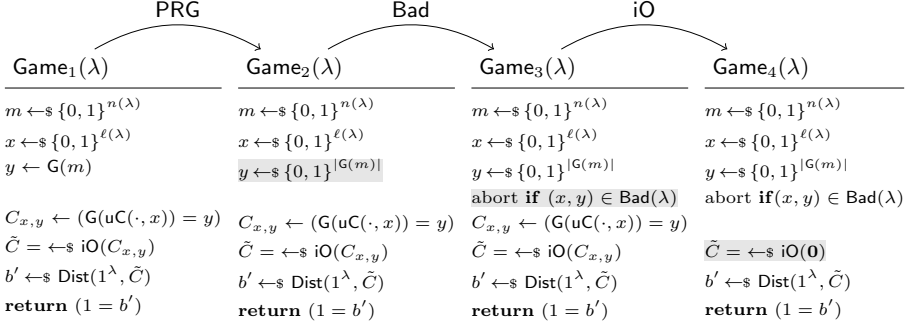 PRG Bad iO
Game₁(λ) Game₂(λ) Game₃(λ) Game₄(λ)
m ←$ {0, 1}^{n(λ)} m ←$ {0, 1}^{n(λ)} m ←$ {0, 1}^{n(λ)} m ←$ {0, 1}^{n(λ)}
x ←$ {0, 1}^{ℓ(λ)} x ←$ {0, 1}^{ℓ(λ)} x ←$ {0, 1}^{ℓ(λ)} x ←$ {0, 1}^{ℓ(λ)}
y ← G(m) y ←$ {0, 1}^{|G(m)|} y ←$ {0, 1}^{|G(m)|} y ←$ {0, 1}^{|G(m)|}
abort if (x, y) ∈ Bad(λ) abort if(x, y) ∈ Bad(λ)
C_{x,y} ← (G(uC(·, x)) = y) C_{x,y} ← (G(uC(·, x)) = y) C_{x,y} ← (G(uC(·, x)) = y)
C̃ = ←$ iO(C_{x,y}) C̃ = ←$ iO(C_{x,y}) C̃ = ←$ iO(C_{x,y}) C̃ = ←$ iO(0)
b′ ←$ Dist(1^λ, C̃) b′ ←$ Dist(1^λ, C̃) b′ ←$ Dist(1^λ, C̃) b′ ←$ Dist(1^λ, C̃)
return (1 = b′) return (1 = b′) return (1 = b′) return (1 = b′)